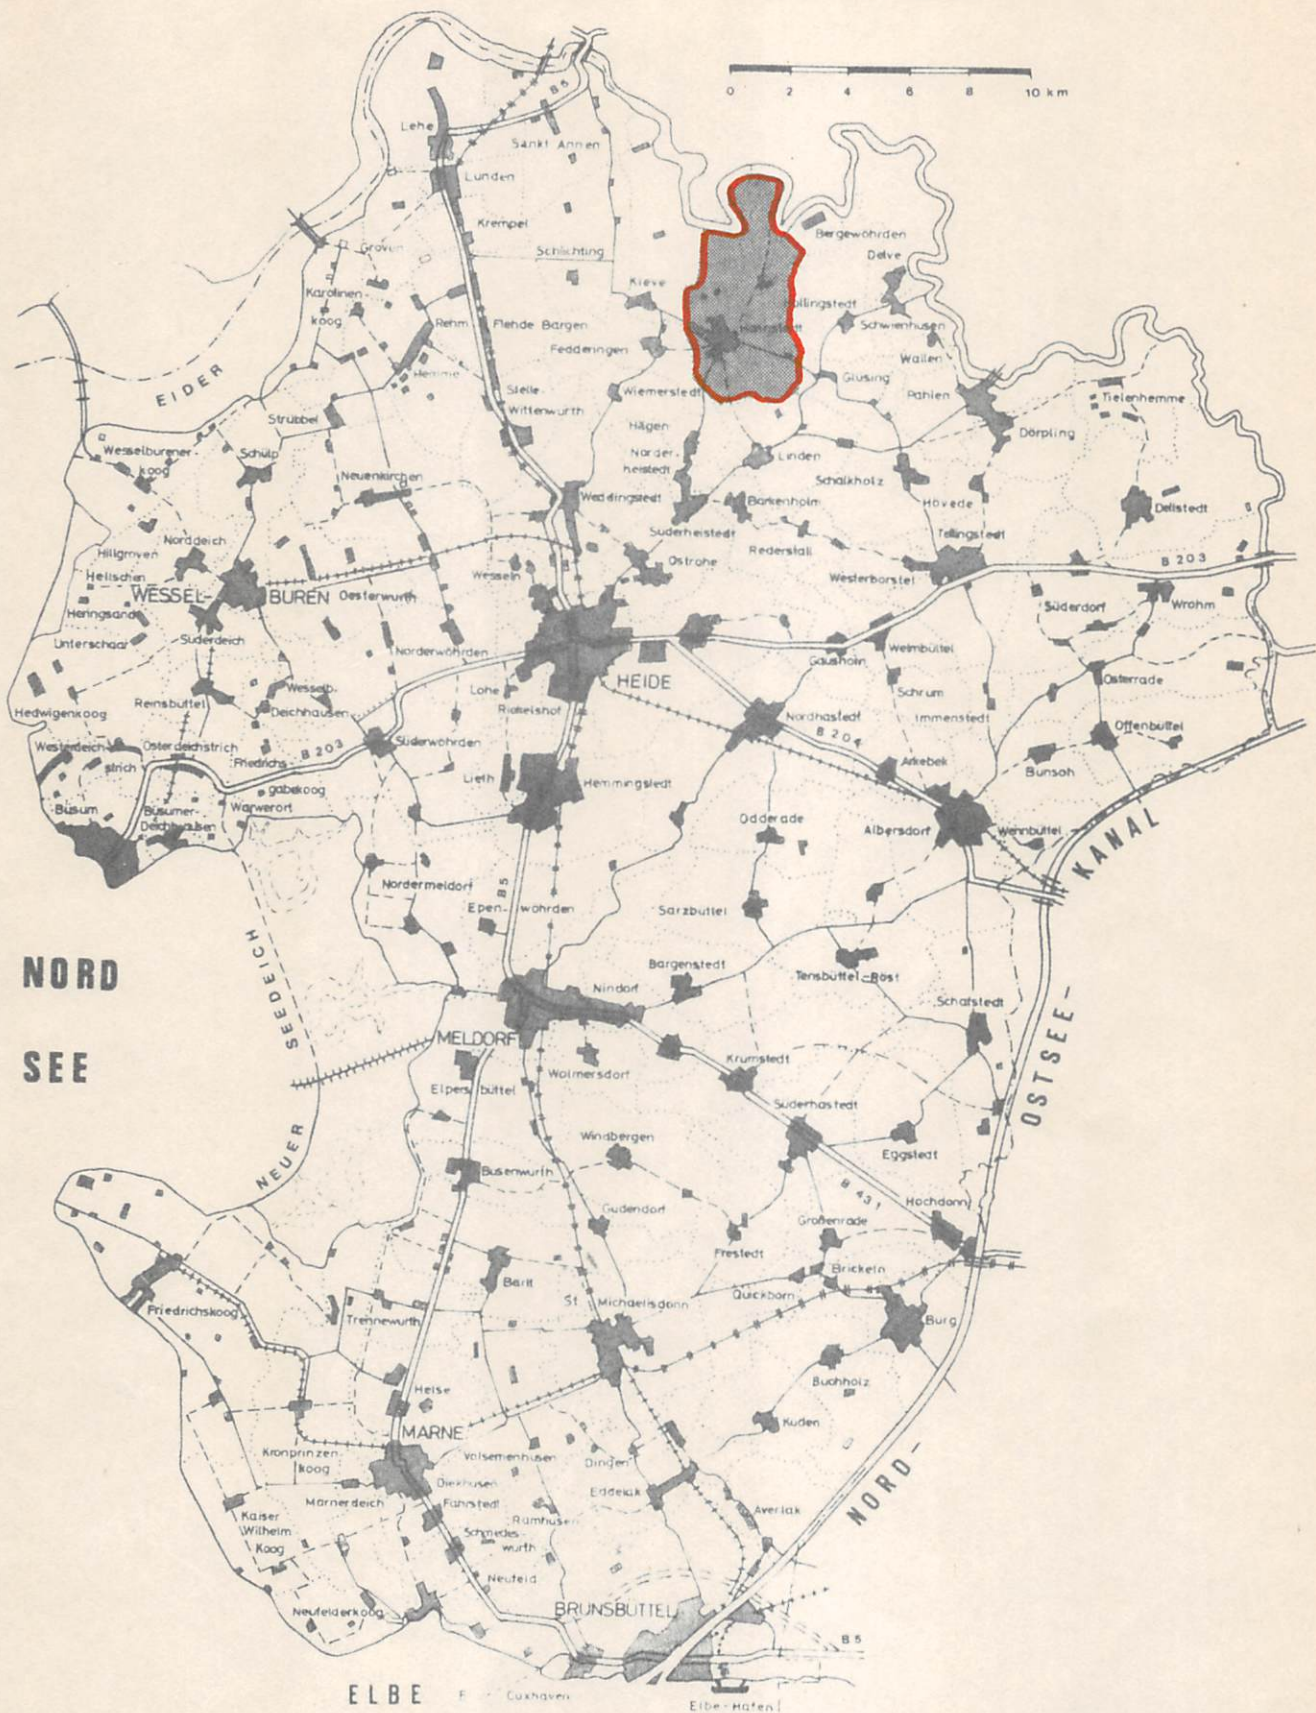 0 2 4 6 8 10 km
B 5
Lehe
Sankt Annen
Lunden
Krempel
Schlichting
Groven
Bergewöhrden
Delve
Karolinen-
koog
Kleve
Hollingstedt
Rehm
Flehde Bargen
Schwienhusen
Hennstedt
Fedderingen
Wallen
Hemme
Glüsing
EIDER
Stelle
Wittenwurth
Wiemerstedt
Pahlen
Tielenhemme
Strübbel
Hägen
Dörpling
Wesselburener-
koog
Schülp
Norder-
heistedt
Linden
Neuenkirchen
Schalkholz
Weddingstedt
Barkenholm
Hövede
Dellstedt
Norddeich
Süderheistedt
Tellingstedt
Hillgroven
Ostrohe
Rederstall
Hellschen
Wesseln
Westerborstel
B 203
WESSEL-
BUREN
Oesterwurth
Heringsand
Süderdorf
Wrohm
Unterschaar
Süderdeich
Norderwöhrden
Welmbüttel
Gaushorn
HEIDE
Osterrade
Lohe
Schrum
Reinsbüttel
Wesselb.
Deichhausen
Rickelshof
Hedwigenkoog
Nordhastedt
Immenstedt
Offenbüttel
Westerdeich-
strich
Österdeichstrich
B 203
Süderwöhrden
B 204
Friedrichs-
gabekoog
Arkebek
Bunsoh
Lieth
Hemmingstedt
Büsum
Büsumer-
Deichhausen
Warwerort
Odderade
Albersdorf
Wennbüttel
KANAL
Nordermeldorf
B5
Epen-
wöhrden
Sarzbüttel
NORD
SEE
Bargenstedt
Tensbüttel-Röst
Nindorf
Schafstedt
NEUER SEEDEICH
MELDORF
OSTSEE-
Wolmersdorf
Krumstedt
Elpersbüttel
Süderhastedt
Windbergen
Eggstedt
Busenwurth
B 431
Hochdonn
Gudendorf
Großenrade
Frestedt
Barlt
Brickeln
Quickborn
St. Michaelisdonn
Friedrichskoog
Trennewurth
Burg
Buchholz
Helse
MARNE
Kuden
Kronprinzen-
koog
Volsemenhusen
Dingen
Diekhusen
Eddelak
Marnerdeich
Fahrstedt
Averlak
Kaiser
Wilhelm
Koog
Ramhusen
Schmedes-
wurth
NORD-
Neufeld
Neufelderkoog
BRUNSBÜTTEL
B 5
ELBE
Cuxhaven
Elbe-Hafen